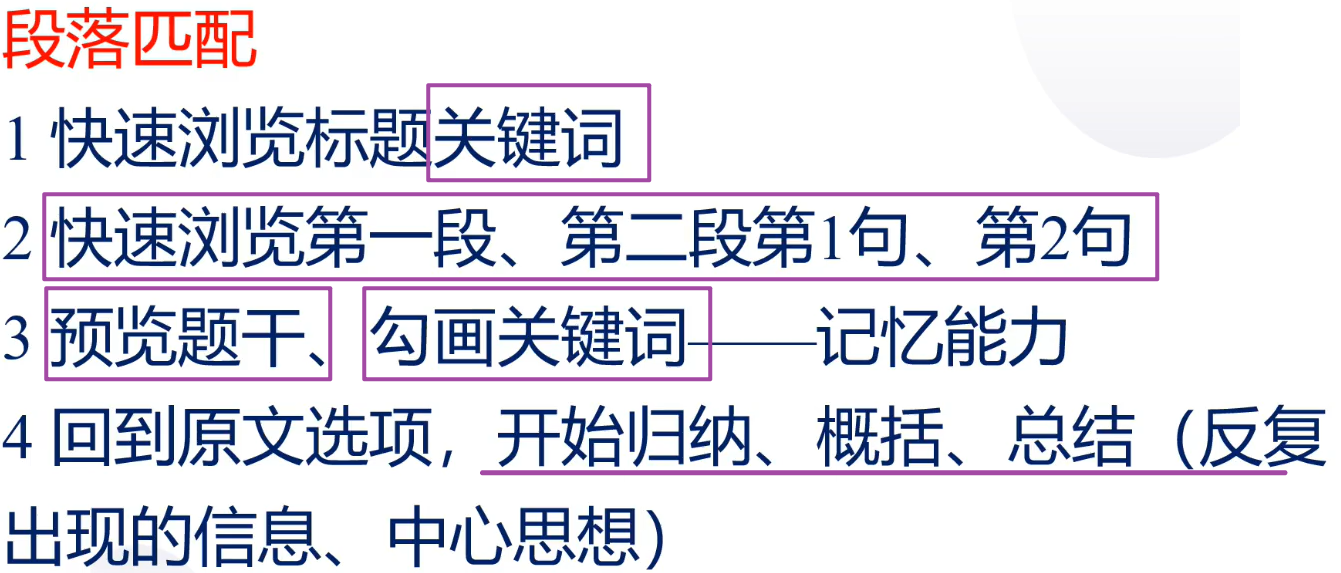 段落匹配
1 快速浏览标题关键词
2 快速浏览第一段、第二段第1句、第2句
3 预览题干、勾画关键词——记忆能力
4 回到原文选项，开始归纳、概括、总结（反复
出现的信息、中心思想）